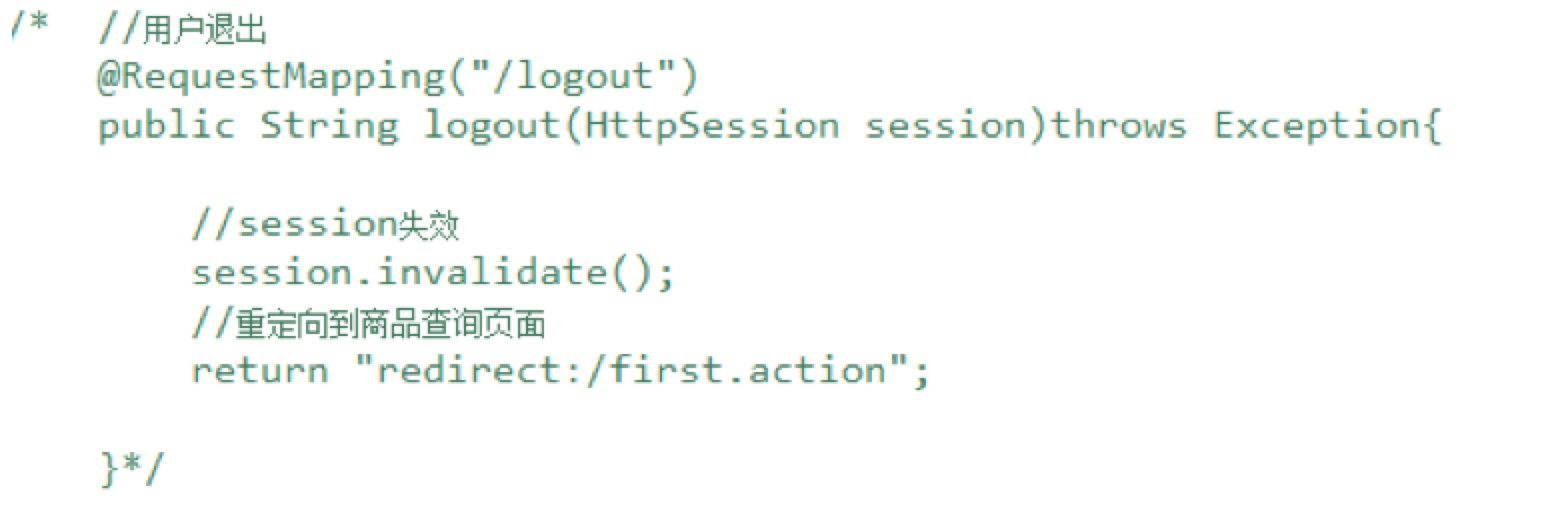 /*  //用户退出
    @RequestMapping("/logout")
    public String logout(HttpSession session)throws Exception{
        //session失效
        session.invalidate();
        //重定向到商品查询页面
        return "redirect:/first.action";
    }*/